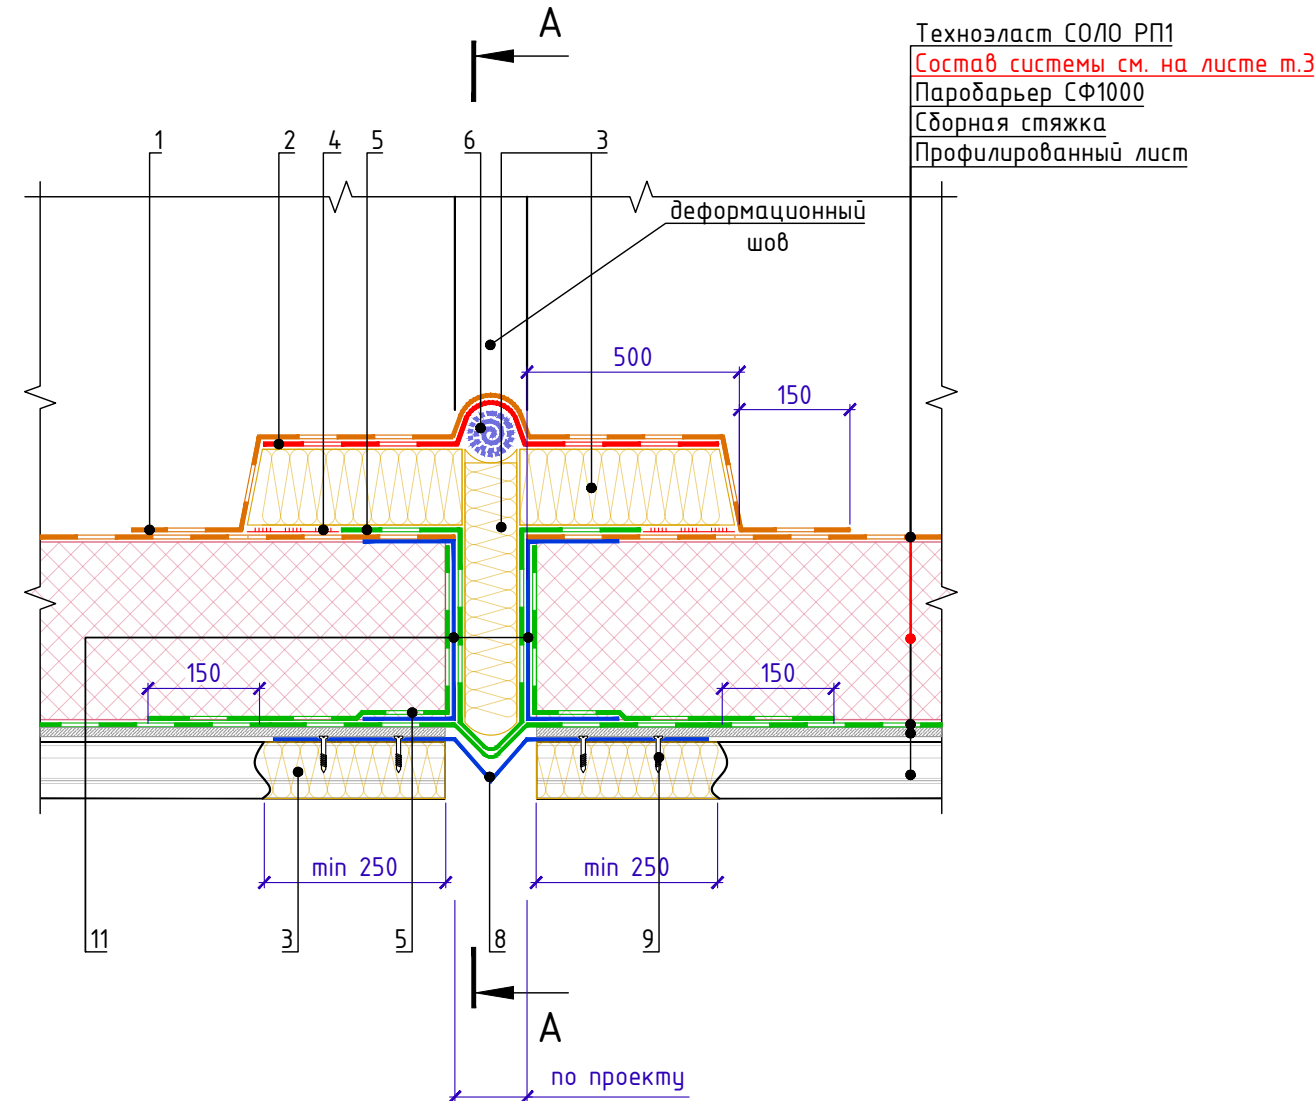 А
Техноэласт СОЛО РП1
Состав системы см. на листе т.3
Паробарьер СФ1000
Сборная стяжка
Профилированный лист
1 2 4 5 6 3
деформационный
шов
500
150
150 150
min 250 min 250
11 3 5 8 9
А
по проекту